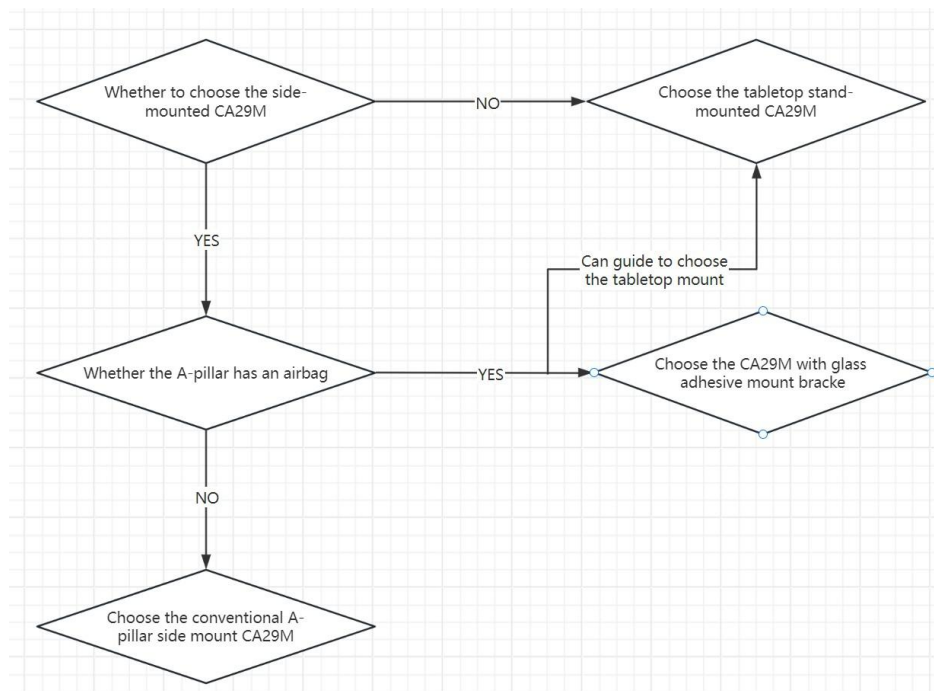 Whether to choose the side-
mounted CA29M
NO
Choose the tabletop stand-
mounted CA29M
YES
Can guide to choose
the tabletop mount
Whether the A-pillar has an airbag
YES
Choose the CA29M with glass
adhesive mount bracke
NO
Choose the conventional A-
pillar side mount CA29M